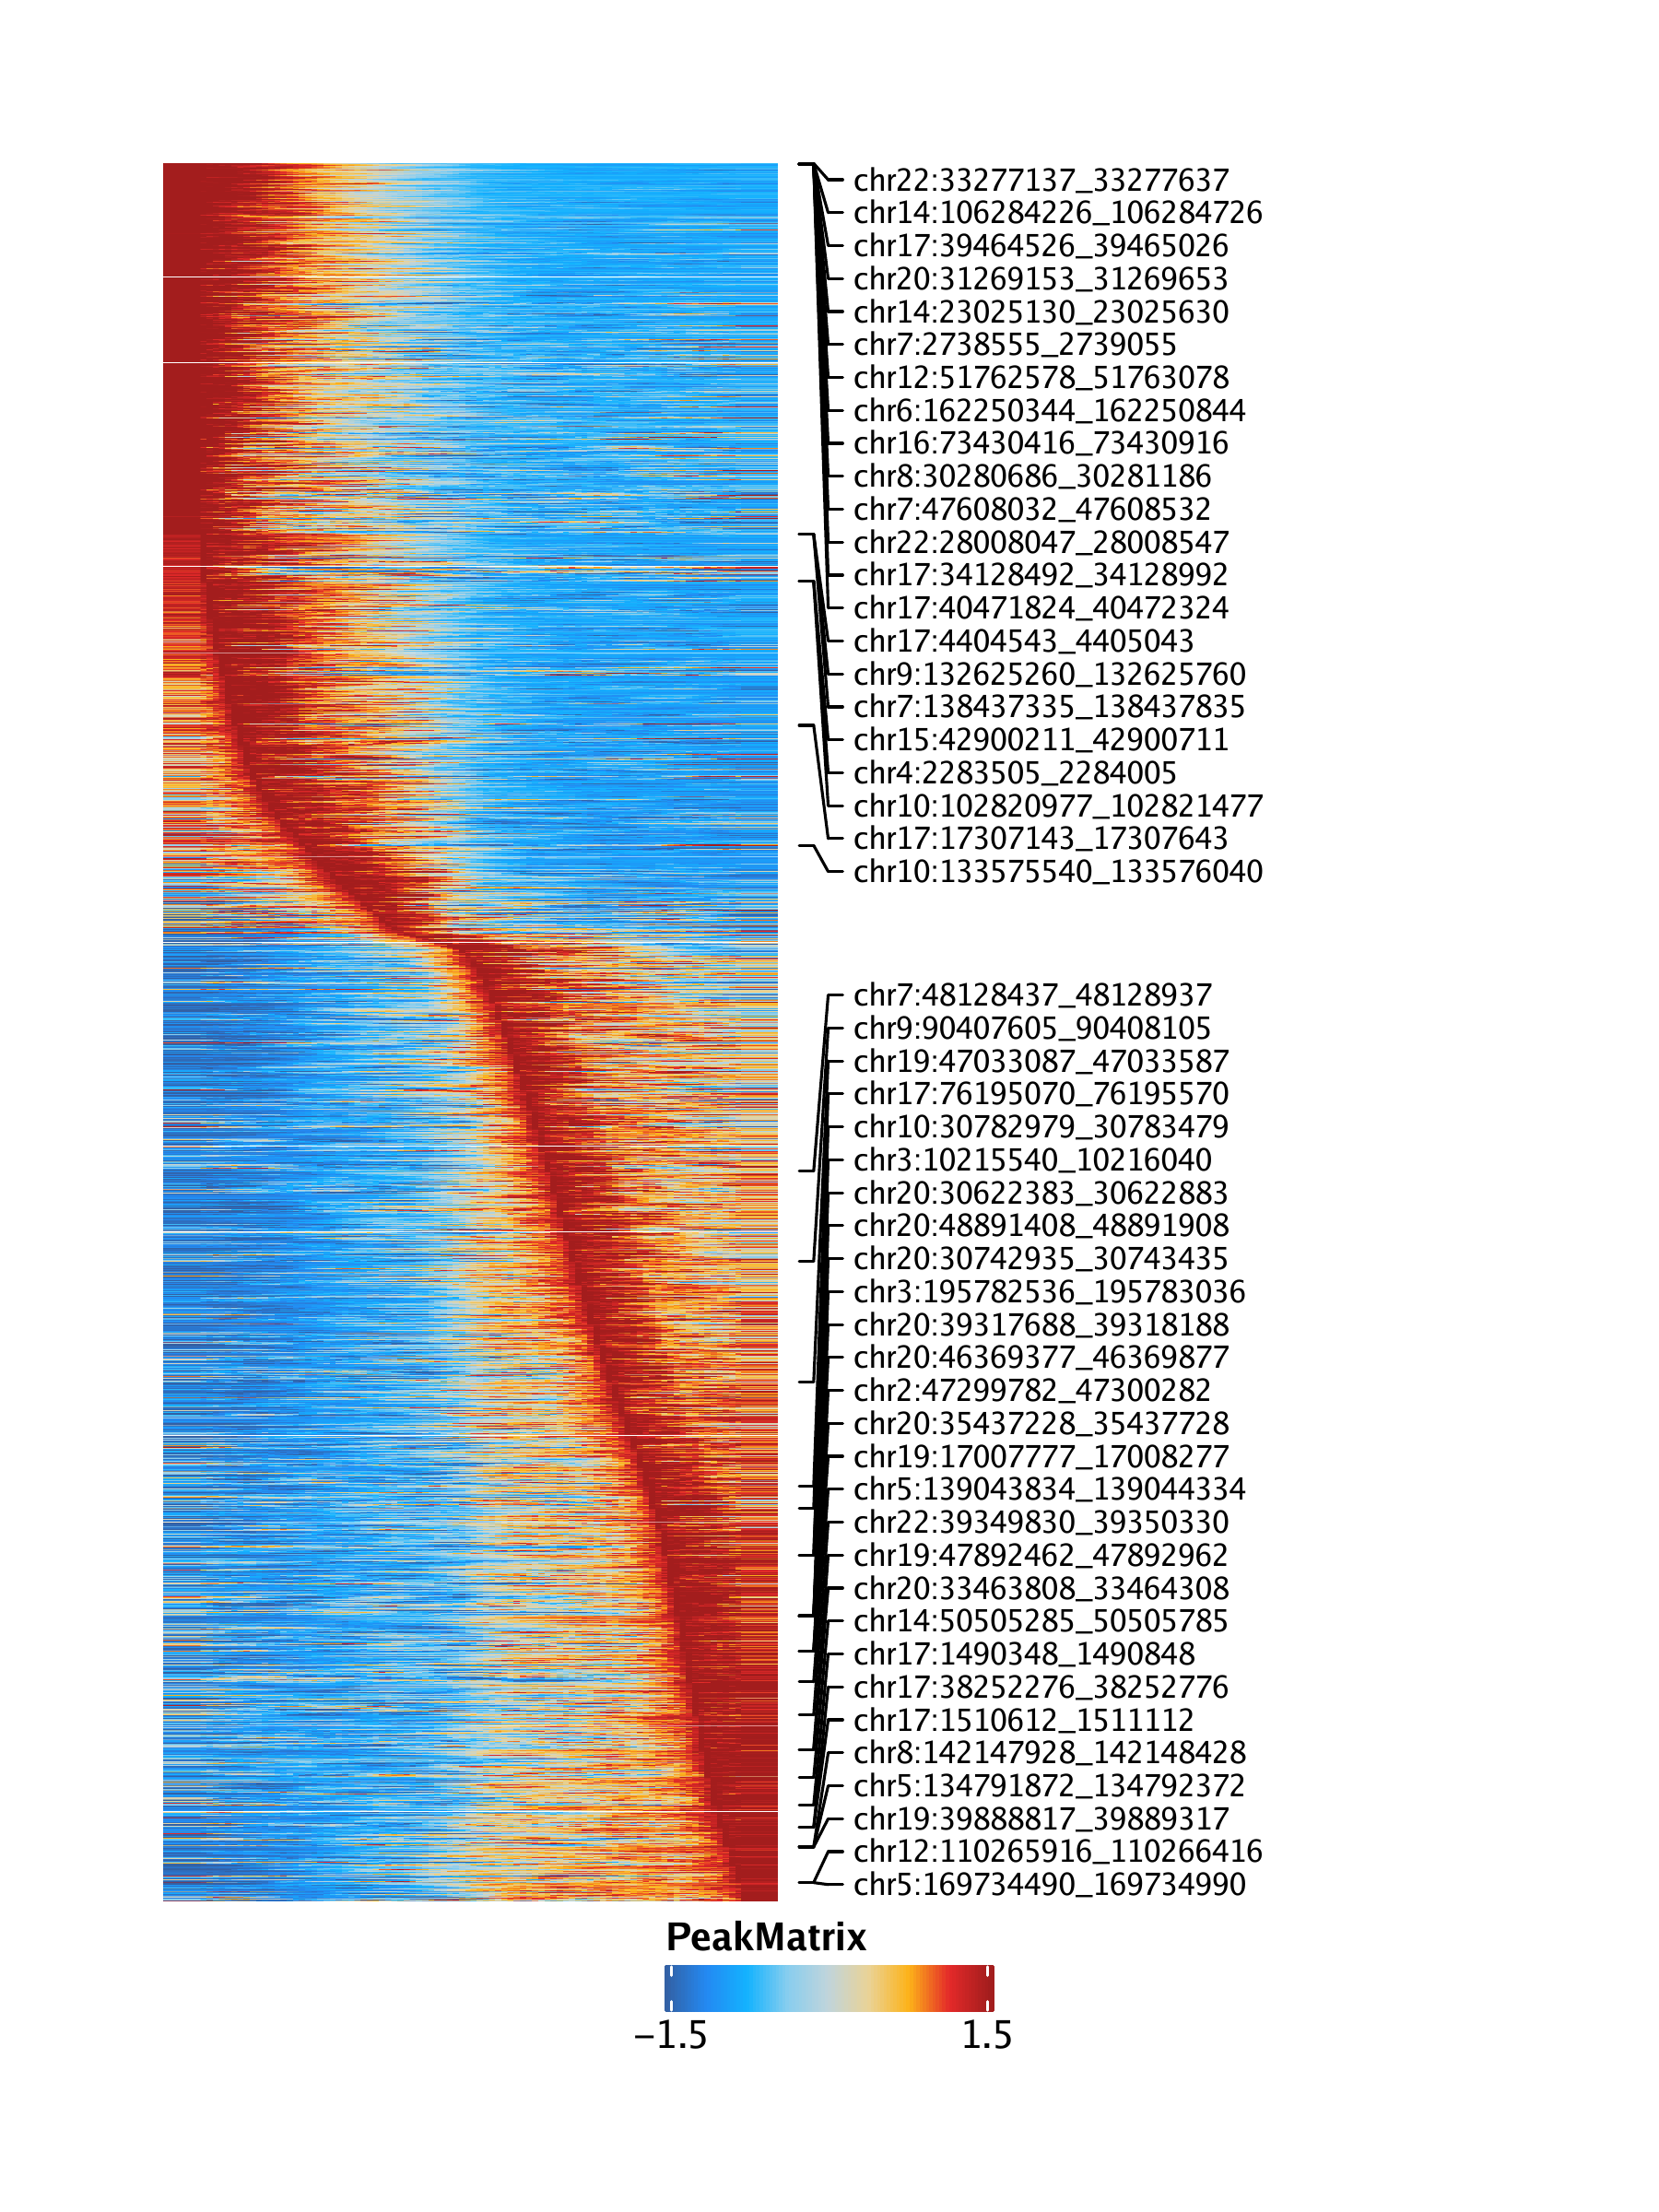 chr22:33277137_33277637
chr14:106284226_106284726
chr17:39464526_39465026
chr20:31269153_31269653
chr14:23025130_23025630
chr7:2738555_2739055
chr12:51762578_51763078
chr6:162250344_162250844
chr16:73430416_73430916
chr8:30280686_30281186
chr7:47608032_47608532
chr22:28008047_28008547
chr17:34128492_34128992
chr17:40471824_40472324
chr17:4404543_4405043
chr9:132625260_132625760
chr7:138437335_138437835
chr15:42900211_42900711
chr4:2283505_2284005
chr10:102820977_102821477
chr17:17307143_17307643
chr10:133575540_133576040
chr7:48128437_48128937
chr9:90407605_90408105
chr19:47033087_47033587
chr17:76195070_76195570
chr10:30782979_30783479
chr3:10215540_10216040
chr20:30622383_30622883
chr20:48891408_48891908
chr20:30742935_30743435
chr3:195782536_195783036
chr20:39317688_39318188
chr20:46369377_46369877
chr2:47299782_47300282
chr20:35437228_35437728
chr19:17007777_17008277
chr5:139043834_139044334
chr22:39349830_39350330
chr19:47892462_47892962
chr20:33463808_33464308
chr14:50505285_50505785
chr17:1490348_1490848
chr17:38252276_38252776
chr17:1510612_1511112
chr8:142147928_142148428
chr5:134791872_134792372
chr19:39888817_39889317
chr12:110265916_110266416
chr5:169734490_169734990
PeakMatrix
−1.5 1.5